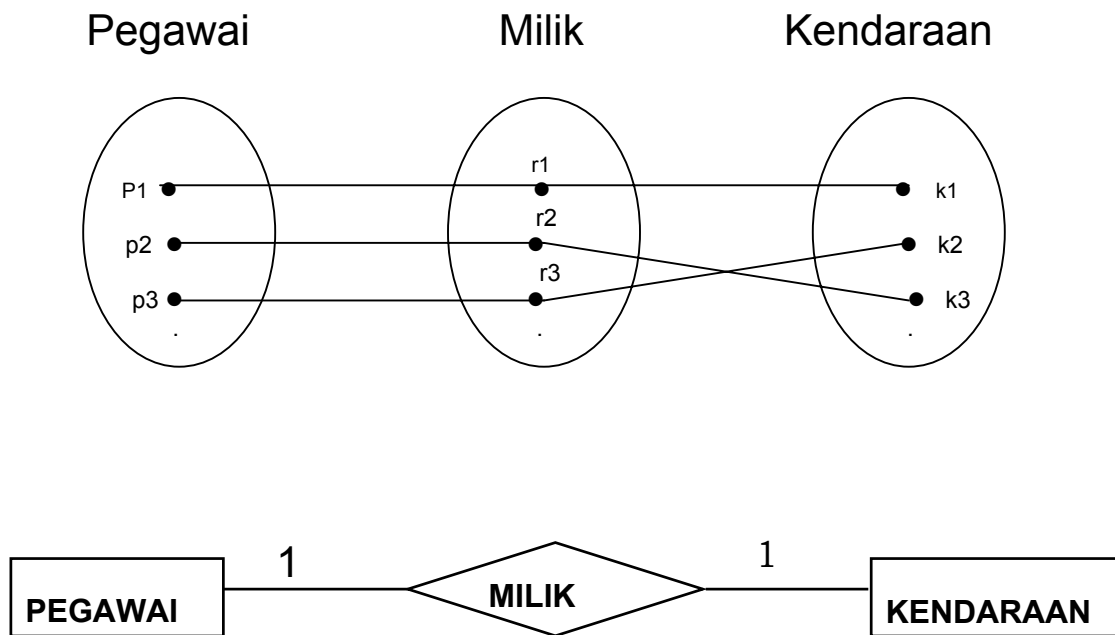 Pegawai Milik Kendaraan
P1 r1 k1
p2 r2 k2
p3 r3 k3
. . .
1 1
PEGAWAI MILIK KENDARAAN